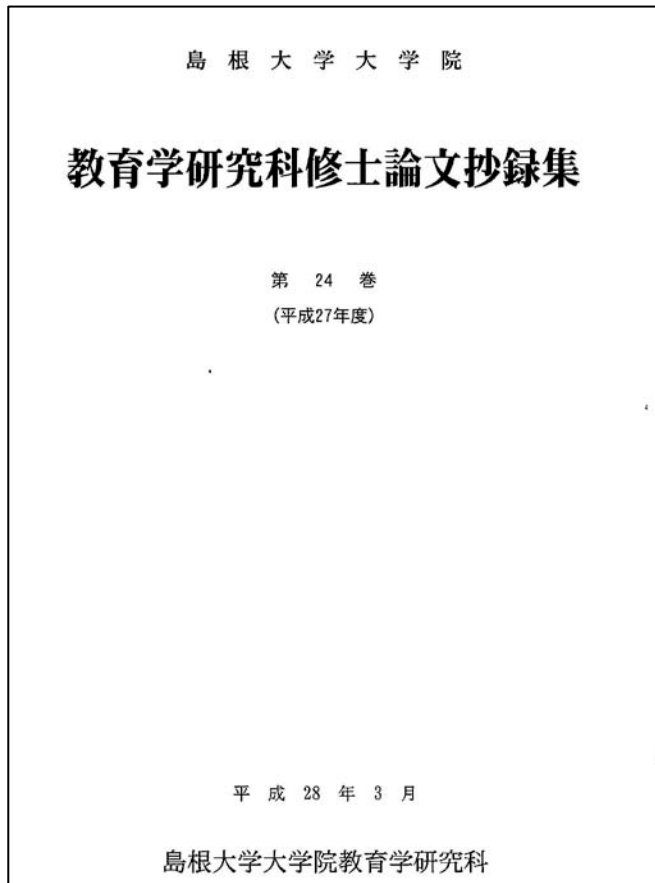 島根大学大学院
教育学研究科修士論文抄録集
第 24 巻
(平成27年度)
平成 28 年 3 月
島根大学大学院教育学研究科